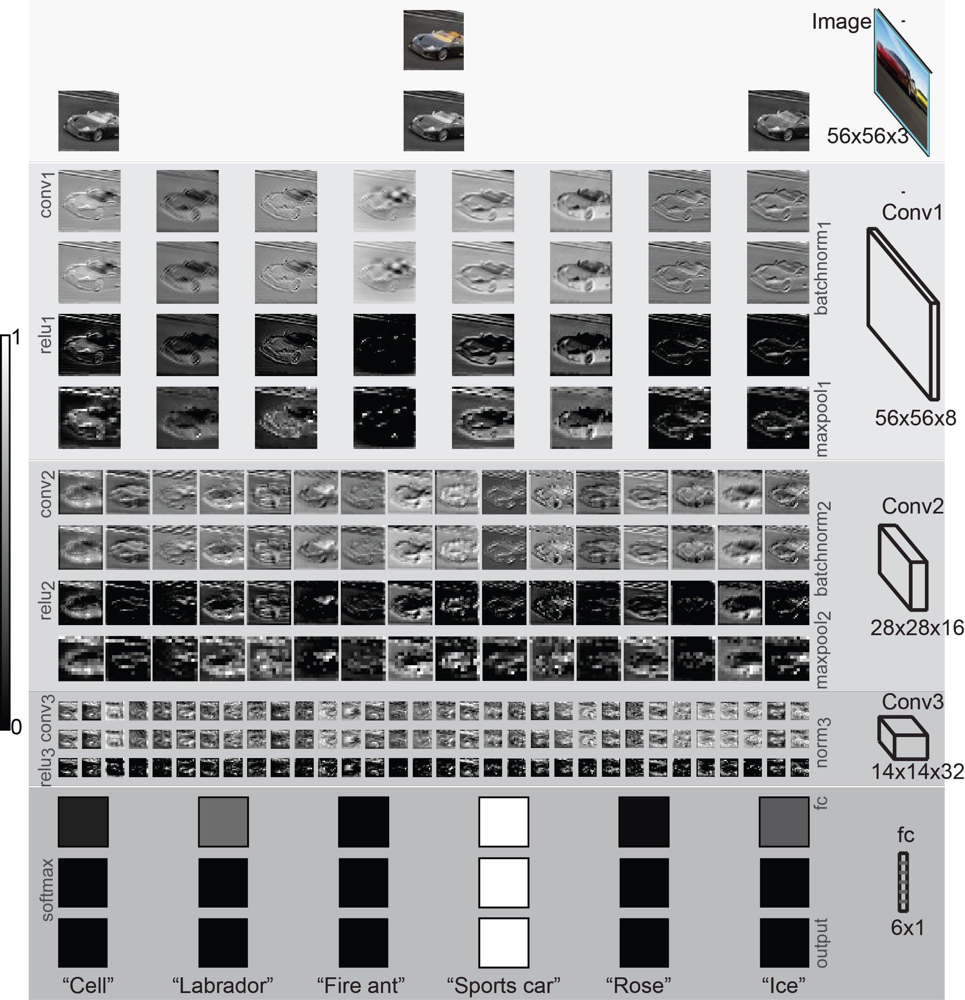 Image
-
56x56x3
conv1
-
Conv1
batchnorm1
relu1
1
maxpool1
56x56x8
conv2
Conv2
batchnorm2
relu2
28x28x16
maxpool2
conv3
Conv3
0
norm3
relu3
14x14x32
fc
fc
softmax
6x1
output
“Cell” “Labrador” “Fire ant” “Sports car” “Rose” “Ice”